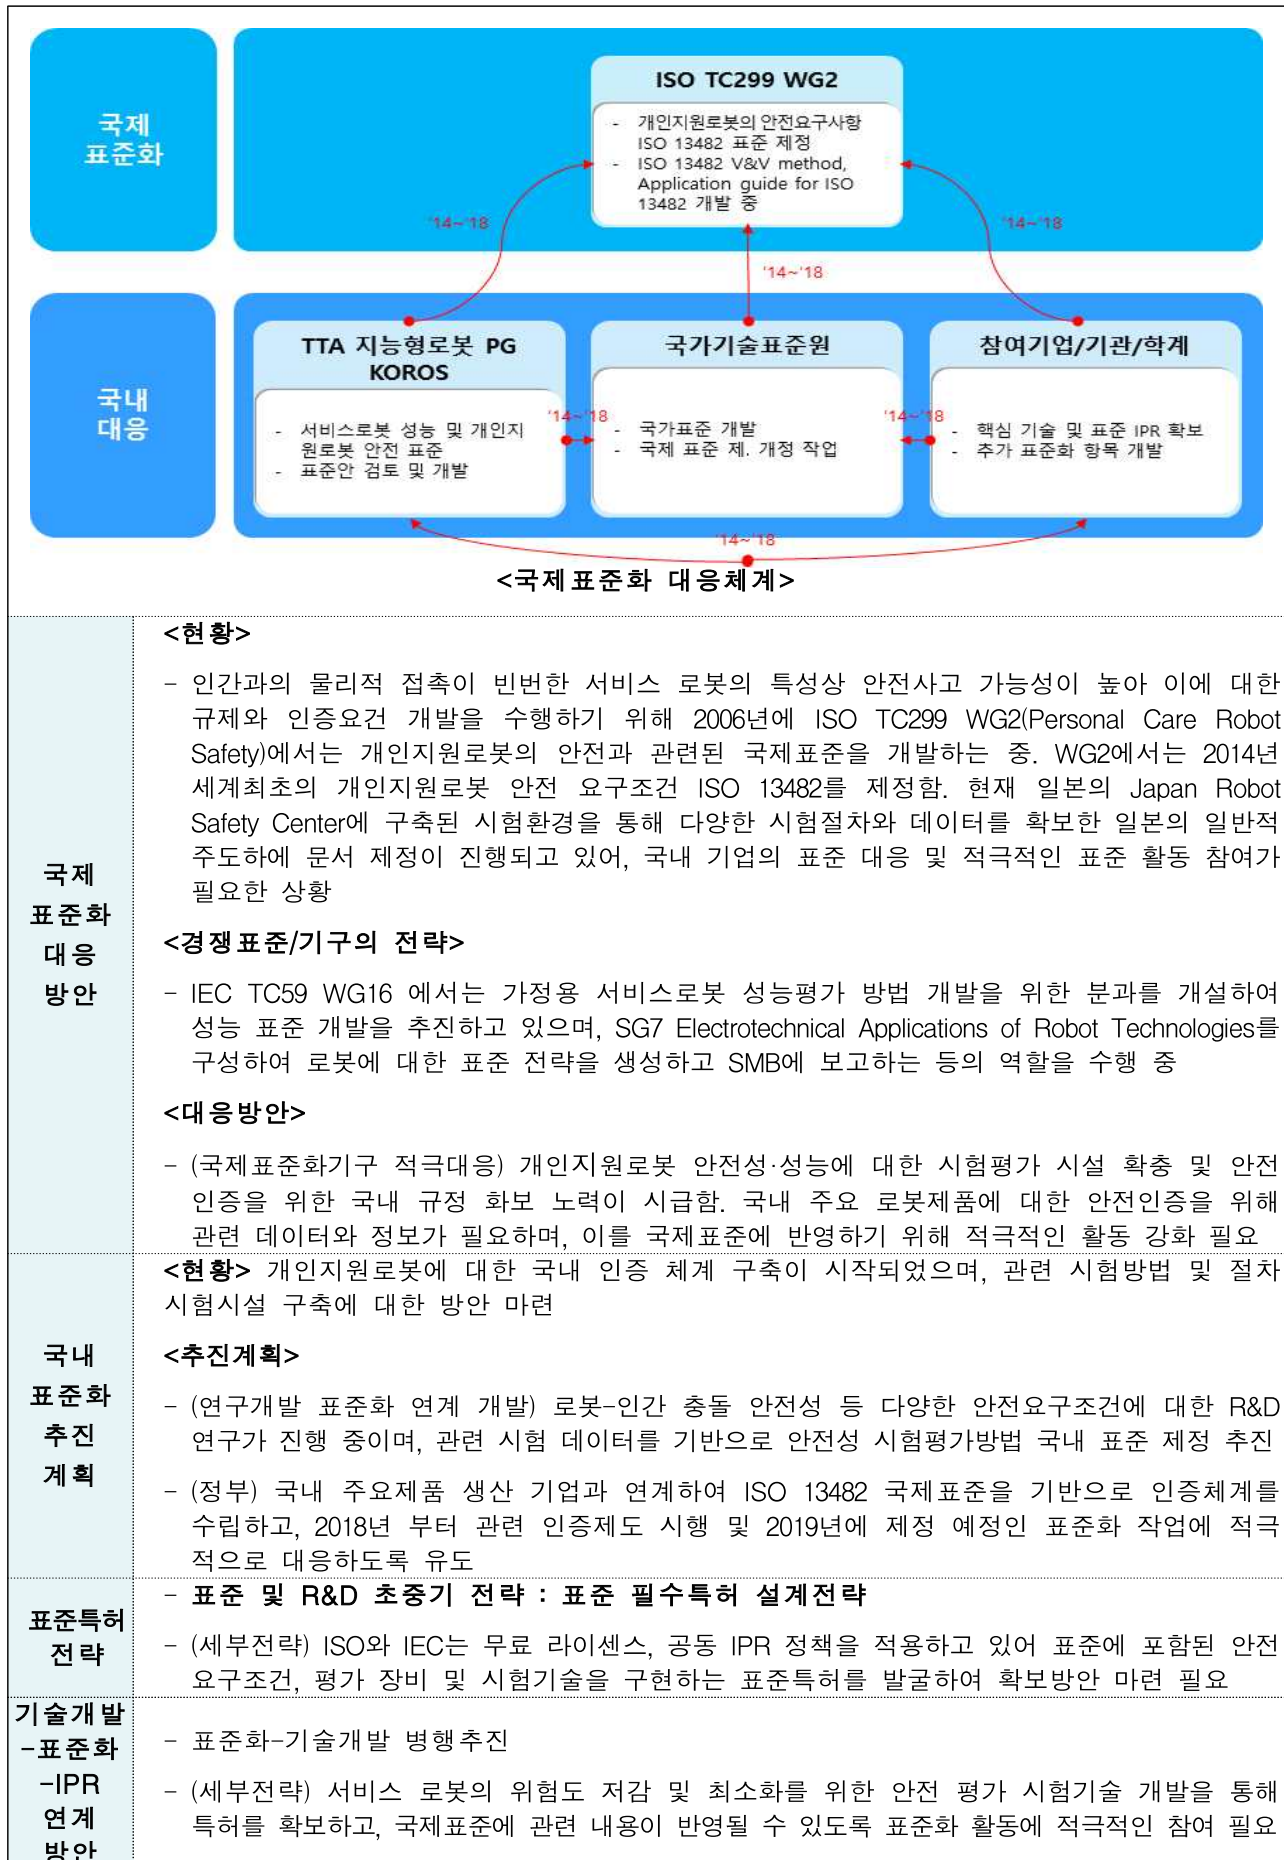 국제
표준화
ISO TC299 WG2
- 개인지원로봇의 안전요구사항
ISO 13482 표준 제정
- ISO 13482 V&V method,
Application guide for ISO
13482 개발 중
'14~'18
'14~'18
'14~'18
국내
대응
TTA 지능형로봇 PG
KOROS
- 서비스로봇 성능 및 개인지
원로봇 안전 표준
- 표준안 검토 및 개발
'14~'18
국가기술표준원
- 국가표준 개발
- 국제 표준 제. 개정 작업
'14~'18
참여기업/기관/학계
- 핵심 기술 및 표준 IPR 확보
- 추가 표준화 항목 개발
'14~'18
<국제표준화 대응체계>
국제
표준화
대응
방안
<현황>
- 인간과의 물리적 접촉이 빈번한 서비스 로봇의 특성상 안전사고 가능성이 높아 이에 대한
규제와 인증요건 개발을 수행하기 위해 2006년에 ISO TC299 WG2(Personal Care Robot
Safety)에서는 개인지원로봇의 안전과 관련된 국제표준을 개발하는 중. WG2에서는 2014년
세계최초의 개인지원로봇 안전 요구조건 ISO 13482를 제정함. 현재 일본의 Japan Robot
Safety Center에 구축된 시험환경을 통해 다양한 시험절차와 데이터를 확보한 일본의 일반적
주도하에 문서 제정이 진행되고 있어, 국내 기업의 표준 대응 및 적극적인 표준 활동 참여가
필요한 상황
<경쟁표준/기구의 전략>
- IEC TC59 WG16 에서는 가정용 서비스로봇 성능평가 방법 개발을 위한 분과를 개설하여
성능 표준 개발을 추진하고 있으며, SG7 Electrotechnical Applications of Robot Technologies를
구성하여 로봇에 대한 표준 전략을 생성하고 SMB에 보고하는 등의 역할을 수행 중
<대응방안>
- (국제표준화기구 적극대응) 개인지원로봇 안전성·성능에 대한 시험평가 시설 확충 및 안전
인증을 위한 국내 규정 화보 노력이 시급함. 국내 주요 로봇제품에 대한 안전인증을 위해
관련 데이터와 정보가 필요하며, 이를 국제표준에 반영하기 위해 적극적인 활동 강화 필요
국내
표준화
추진
계획
<현황> 개인지원로봇에 대한 국내 인증 체계 구축이 시작되었으며, 관련 시험방법 및 절차
시험시설 구축에 대한 방안 마련
<추진계획>
- (연구개발 표준화 연계 개발) 로봇-인간 충돌 안전성 등 다양한 안전요구조건에 대한 R&D
연구가 진행 중이며, 관련 시험 데이터를 기반으로 안전성 시험평가방법 국내 표준 제정 추진
- (정부) 국내 주요제품 생산 기업과 연계하여 ISO 13482 국제표준을 기반으로 인증체계를
수립하고, 2018년 부터 관련 인증제도 시행 및 2019년에 제정 예정인 표준화 작업에 적극
적으로 대응하도록 유도
표준특허
전략
- 표준 및 R&D 초중기 전략 : 표준 필수특허 설계전략
- (세부전략) ISO와 IEC는 무료 라이센스, 공동 IPR 정책을 적용하고 있어 표준에 포함된 안전
요구조건, 평가 장비 및 시험기술을 구현하는 표준특허를 발굴하여 확보방안 마련 필요
기술개발
-표준화
-IPR
연계
방안
- 표준화-기술개발 병행추진
- (세부전략) 서비스 로봇의 위험도 저감 및 최소화를 위한 안전 평가 시험기술 개발을 통해
특허를 확보하고, 국제표준에 관련 내용이 반영될 수 있도록 표준화 활동에 적극적인 참여 필요